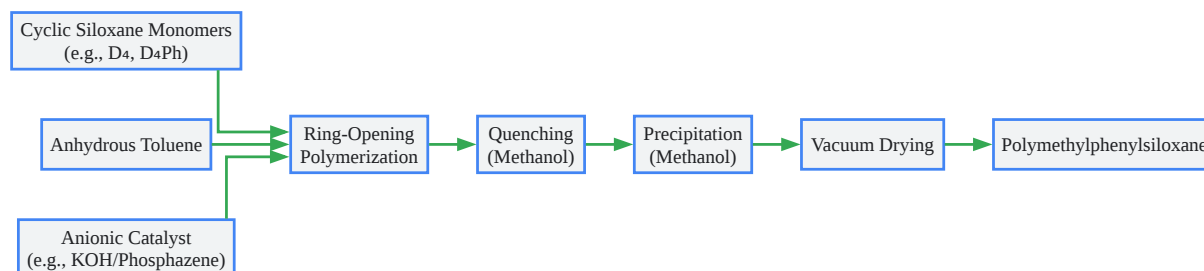 Cyclic Siloxane Monomers
(e.g., D₄, D₄Ph)
Anhydrous Toluene
Anionic Catalyst
(e.g., KOH/Phosphazene)
Ring-Opening
Polymerization
Quenching
(Methanol)
Precipitation
(Methanol)
Vacuum Drying
Polymethylphenylsiloxane